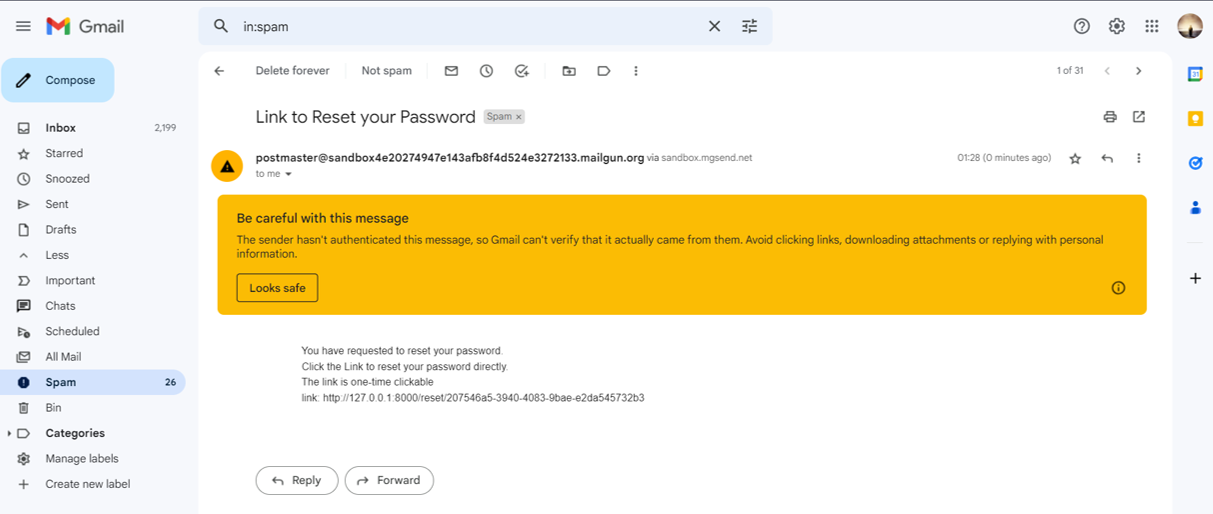 Gmail
in:spam
Compose
Delete forever
Not spam
1 of 31
31
Link to Reset your Password
Spam ×
Inbox 2,199
Starred
Snoozed
Sent
Drafts
Less
Important
Chats
Scheduled
All Mail
Spam 26
Bin
Categories
Manage labels
Create new label
postmaster@sandbox4e20274947e143afb8f4d524e3272133.mailgun.org via sandbox.mgsend.net
01:28 (0 minutes ago)
to me
Be careful with this message
The sender hasn't authenticated this message, so Gmail can't verify that it actually came from them. Avoid clicking links, downloading attachments or replying with personal
information.
Looks safe
You have requested to reset your password.
Click the Link to reset your password directly.
The link is one-time clickable
link: http://127.0.0.1:8000/reset/207546a5-3940-4083-9bae-e2da545732b3
Reply
Forward